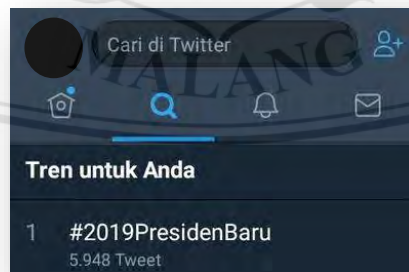 Cari di Twitter
MALANG
Tren untuk Anda
1 #2019PresidenBaru
5.948 Tweet